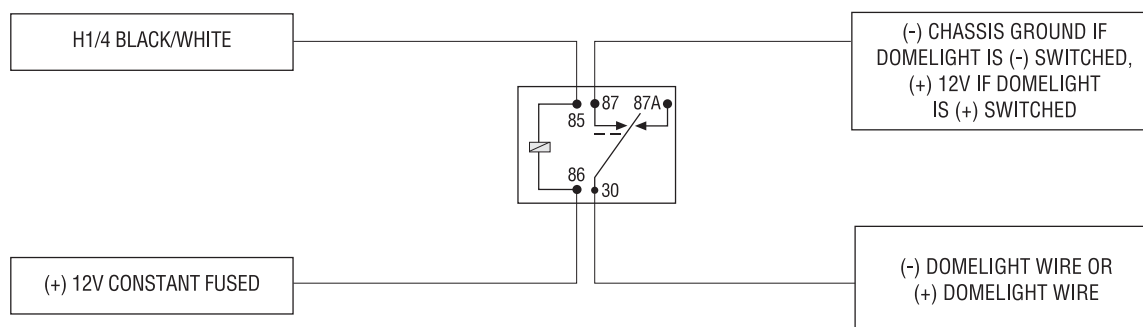 H1/4 BLACK/WHITE
(-) CHASSIS GROUND IF
DOMELIGHT IS (-) SWITCHED,
(+) 12V IF DOMELIGHT
IS (+) SWITCHED
87 87A
85
86
30
(+) 12V CONSTANT FUSED
(-) DOMELIGHT WIRE OR
(+) DOMELIGHT WIRE